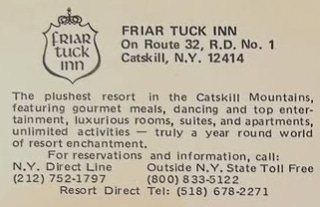 FRIAR
TUCK
INN
FRIAR TUCK INN
On Route 32, R.D. No. 1
Catskill, N.Y. 12414
The plushest resort in the Catskill Mountains,
featuring gourmet meals, dancing and top enter-
tainment, luxurious rooms, suites, and apartments,
unlimited activities — truly a year round world
of resort enchantment.
For reservations and information, call:
N.Y. Direct Line Outside N.Y. State Toll Free
(212) 752-1797 (800) 833-5122
Resort Direct Tel: (518) 678-2271